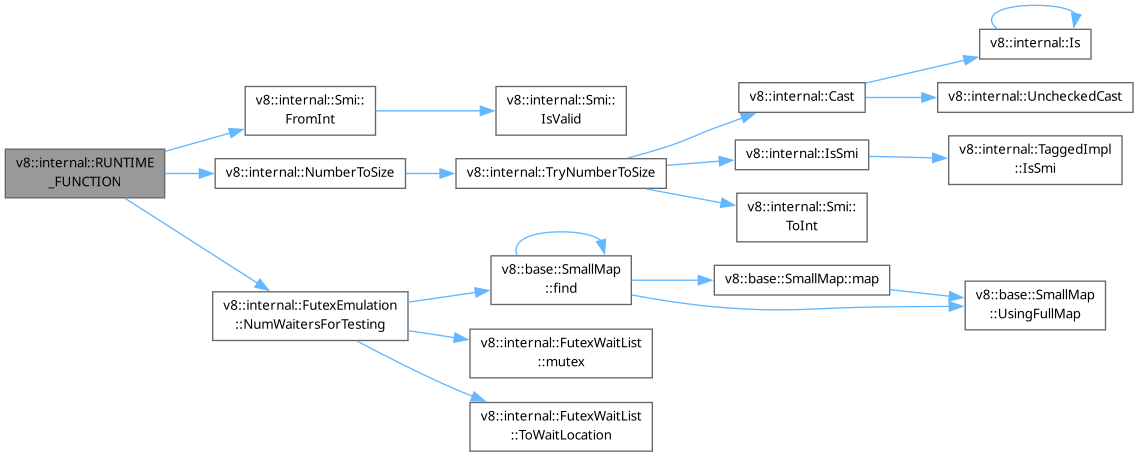 v8::internal::RUNTIME
_FUNCTION
v8::internal::Smi::
FromInt
v8::internal::Smi::
IsValid
v8::internal::NumberToSize
v8::internal::TryNumberToSize
v8::internal::Cast
v8::internal::Is
v8::internal::UncheckedCast
v8::internal::IsSmi
v8::internal::TaggedImpl
::IsSmi
v8::internal::Smi::
ToInt
v8::internal::FutexEmulation
::NumWaitersForTesting
v8::base::SmallMap
::find
v8::base::SmallMap::map
v8::base::SmallMap
::UsingFullMap
v8::internal::FutexWaitList
::mutex
v8::internal::FutexWaitList
::ToWaitLocation